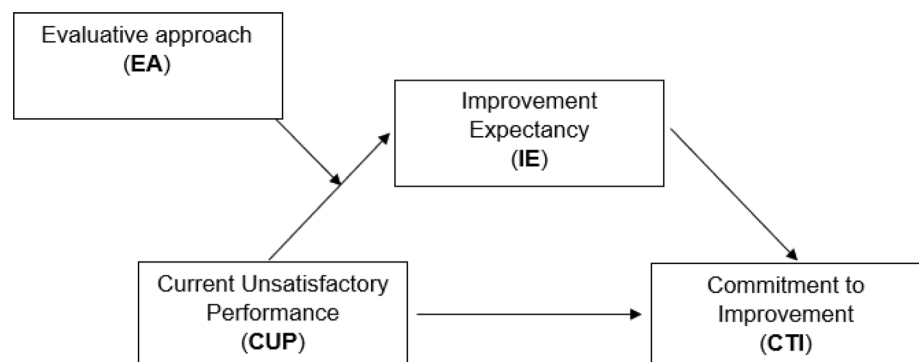 Evaluative approach
(EA)
Improvement
Expectancy
(IE)
Current Unsatisfactory
Performance
(CUP)
Commitment to
Improvement
(CTI)